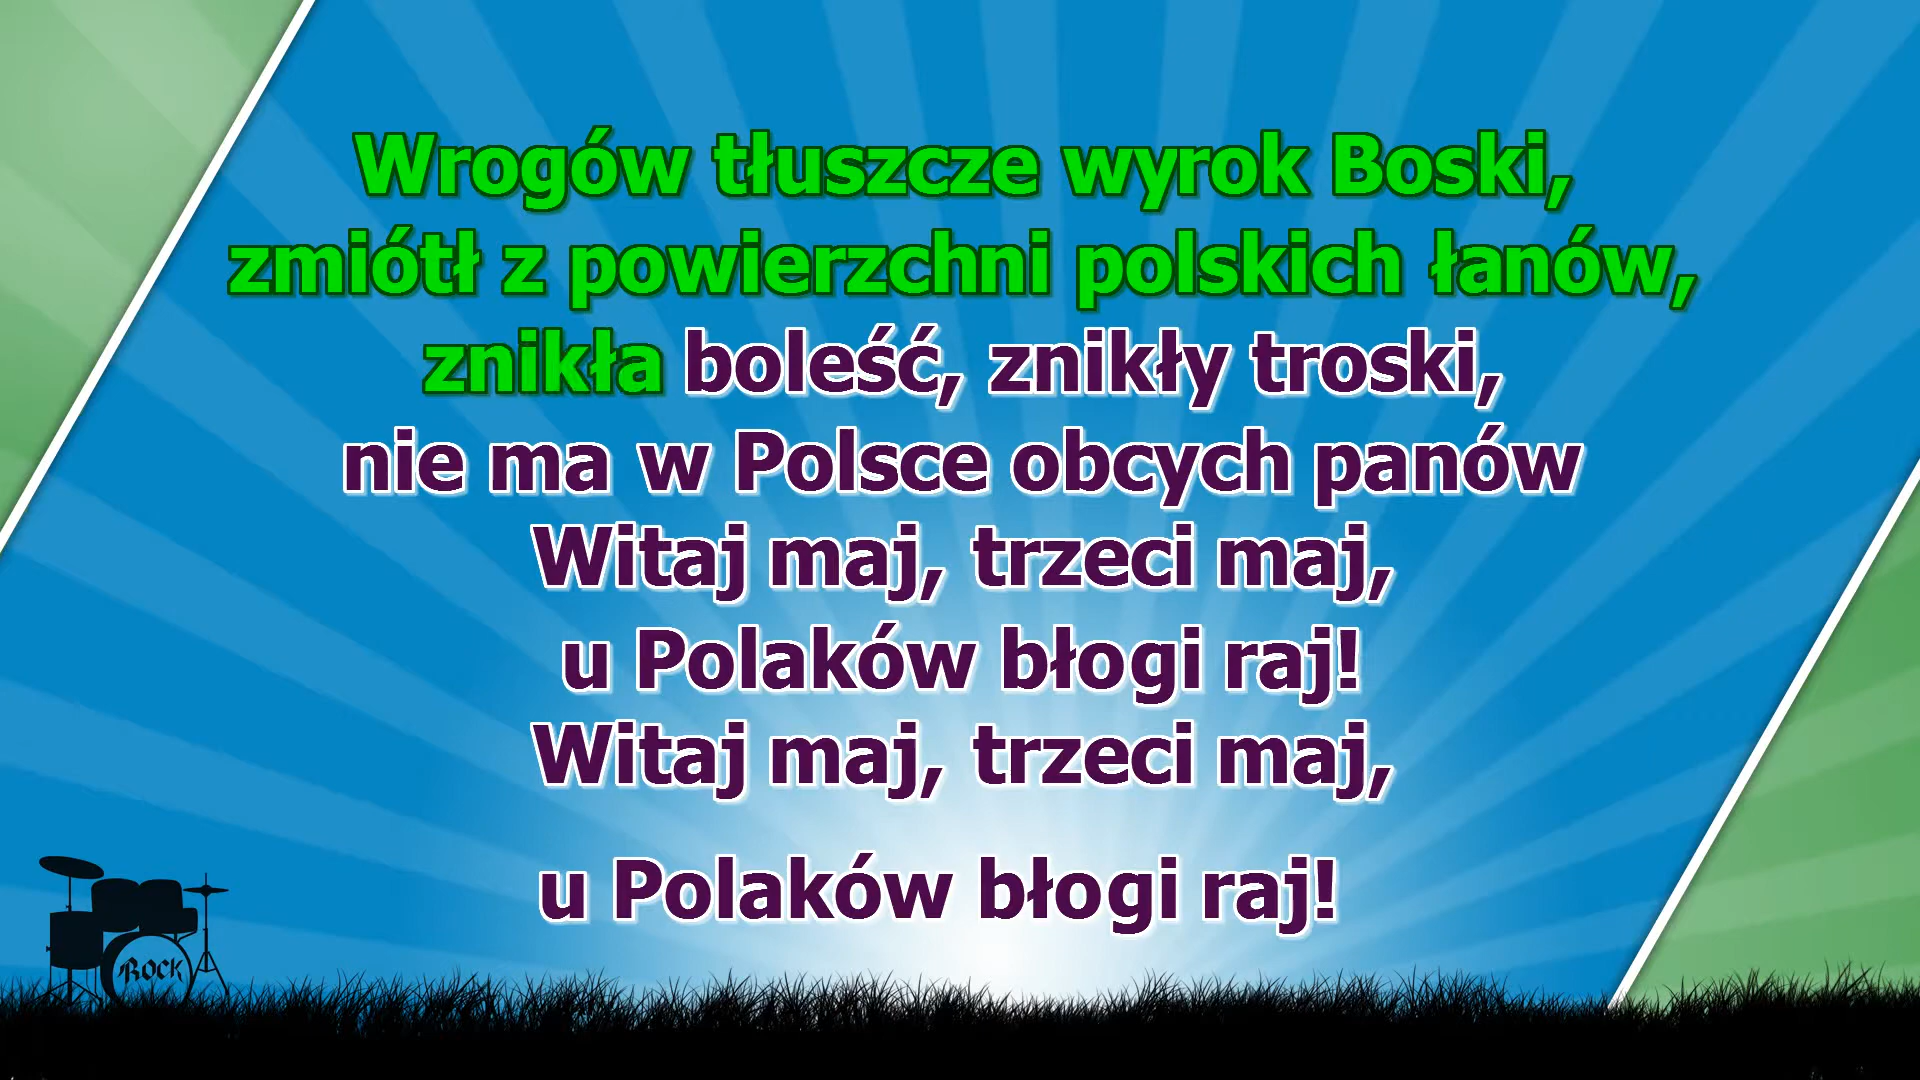 Wrogów tłuszcze wyrok Boski,
zmiótł z powierzchni polskich łanów,
znikła boleść, znikły troski,
nie ma w Polsce obcych panów
Witaj maj, trzeci maj,
u Polaków błogi raj!
Witaj maj, trzeci maj,
u Polaków błogi raj!
ROCK